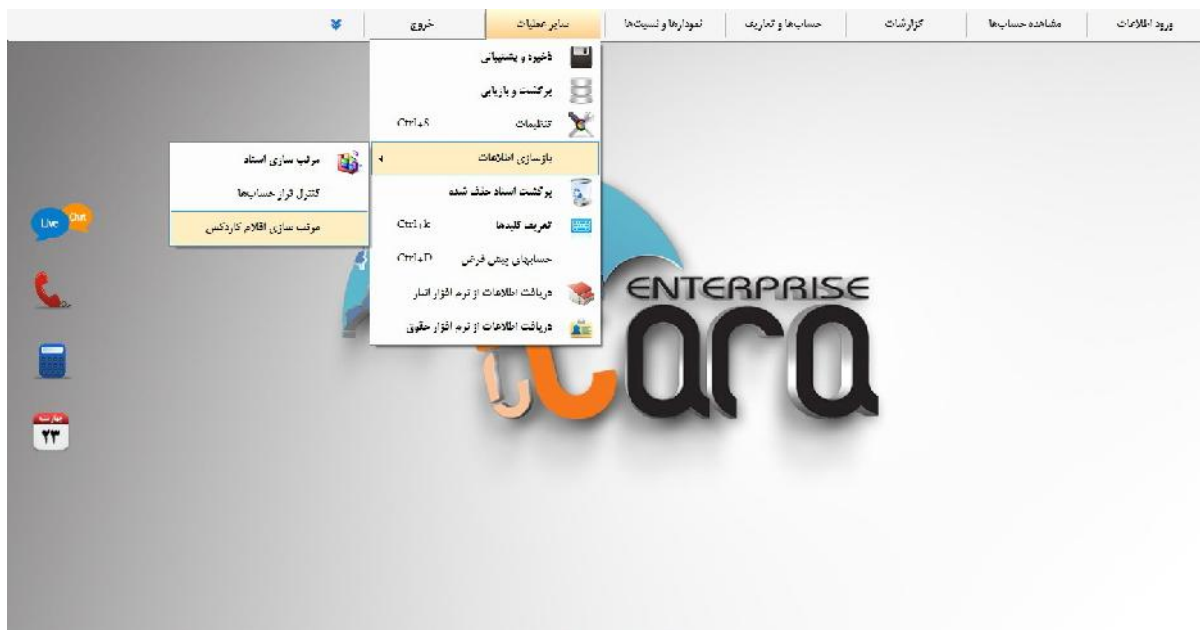 ورود اطلاعات
مشاهده حساب‌ها
گزارشات
حساب‌ها و تعاریف
نمودارها و نسبت‌ها
سایر عملیات
خروج
ذخیره و پشتیبانی
برگشت و بازیابی
تنظیمات Ctrl+S
بازسازی اطلاعات
برگشت اسناد حذف شده
تعریف کلیدها Ctrl+k
حسابهای پیش فرض Ctrl+D
دریافت اطلاعات از نرم افزار انبار
دریافت اطلاعات از نرم افزار حقوق
مرتب سازی اسناد
کنترل تراز حساب‌ها
مرتب سازی اقلام کاردکس
Live Chat
چهارشنبه
۲۳
ENTERPRISE